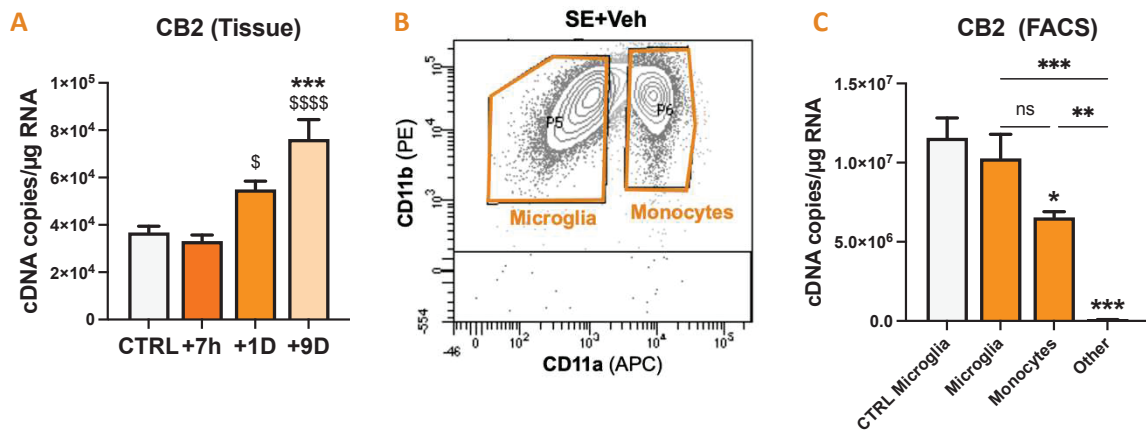 A
CB2 (Tissue)
cDNA copies/µg RNA
1×10⁵
8×10⁴
6×10⁴
4×10⁴
2×10⁴
0
***
$$$$
$
CTRL +7h +1D +9D
B
SE+Veh
CD11b (PE)
10⁵
10⁴
10³
0
-554
P5
P6
Microglia
Monocytes
-46 0 10² 10³ 10⁴ 10⁵
CD11a (APC)
C
CB2 (FACS)
cDNA copies/µg RNA
1.5×10⁷
1.0×10⁷
5.0×10⁶
0.0
***
ns
**
*
***
CTRL Microglia
Microglia
Monocytes
Other